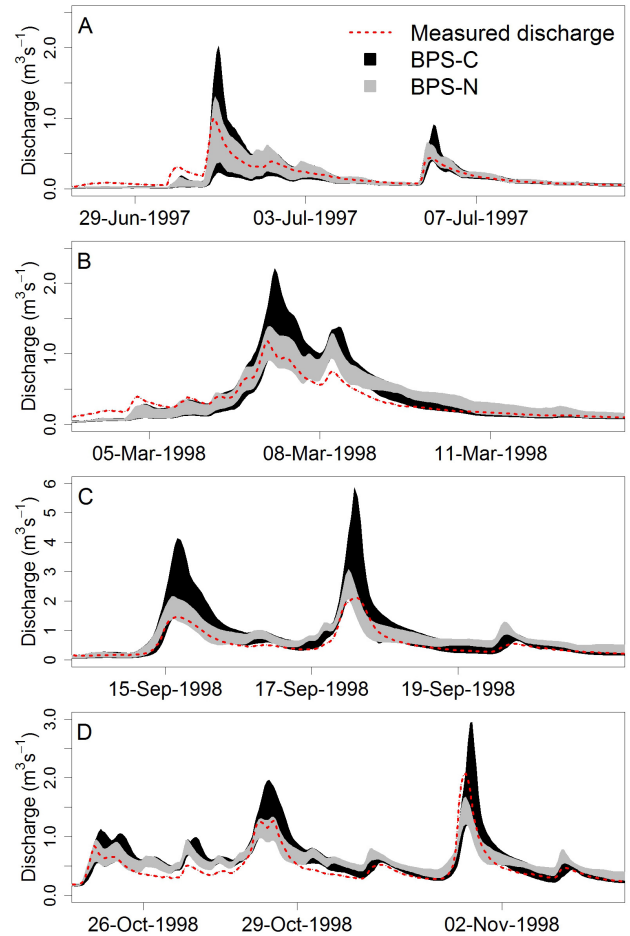 A
Measured discharge
BPS-C
BPS-N
Discharge (m³s⁻¹)
0.0
1.0
2.0
29-Jun-1997
03-Jul-1997
07-Jul-1997
B
Discharge (m³s⁻¹)
0.0
1.0
2.0
05-Mar-1998
08-Mar-1998
11-Mar-1998
C
Discharge (m³s⁻¹)
0
1
2
3
4
5
6
15-Sep-1998
17-Sep-1998
19-Sep-1998
D
Discharge (m³s⁻¹)
0.0
1.0
2.0
3.0
26-Oct-1998
29-Oct-1998
02-Nov-1998